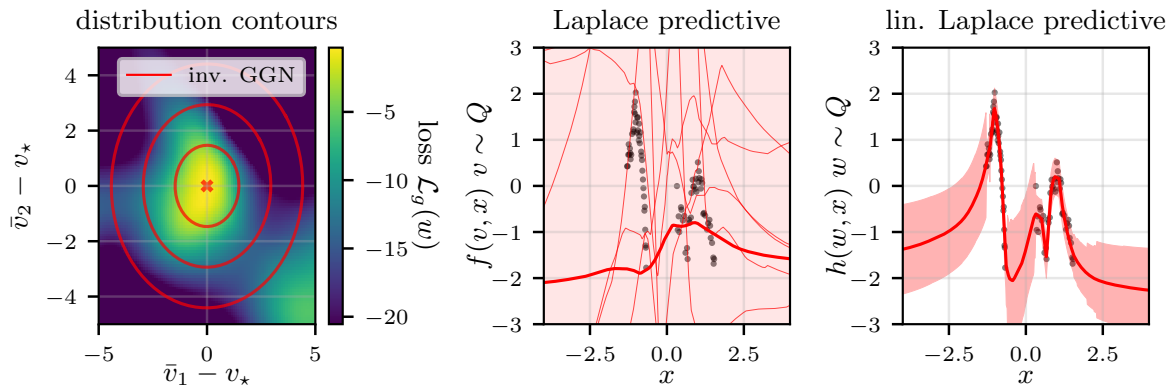 distribution contours
inv. GGN
4
2
0
−2
−4
−5
0
5
v̄₂ − v⋆
v̄₁ − v⋆
−5
−10
−15
−20
loss ℒ_g(w)
Laplace predictive
3
2
1
0
−1
−2
−3
−2.5
0.0
2.5
f(v, x) v ∼ Q
x
lin. Laplace predictive
3
2
1
0
−1
−2
−3
−2.5
0.0
2.5
h(w, x) w ∼ Q
x